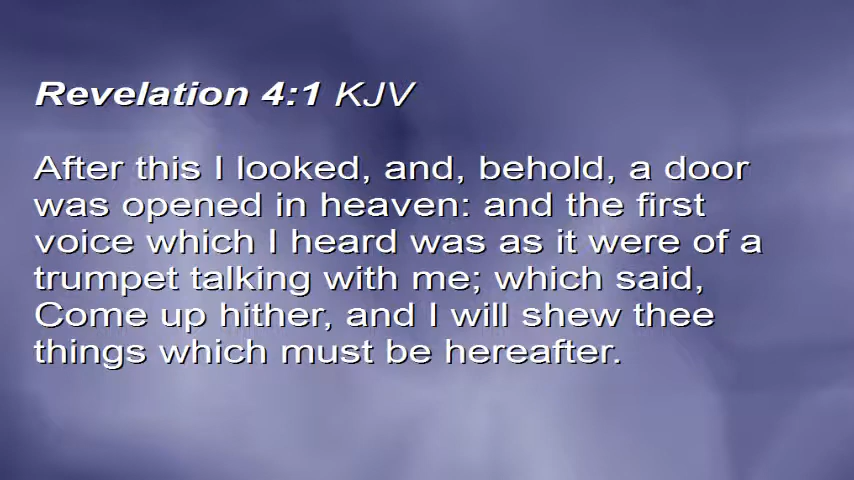 Revelation 4:1 KJV
After this I looked, and, behold, a door
was opened in heaven: and the first
voice which I heard was as it were of a
trumpet talking with me; which said,
Come up hither, and I will shew thee
things which must be hereafter.